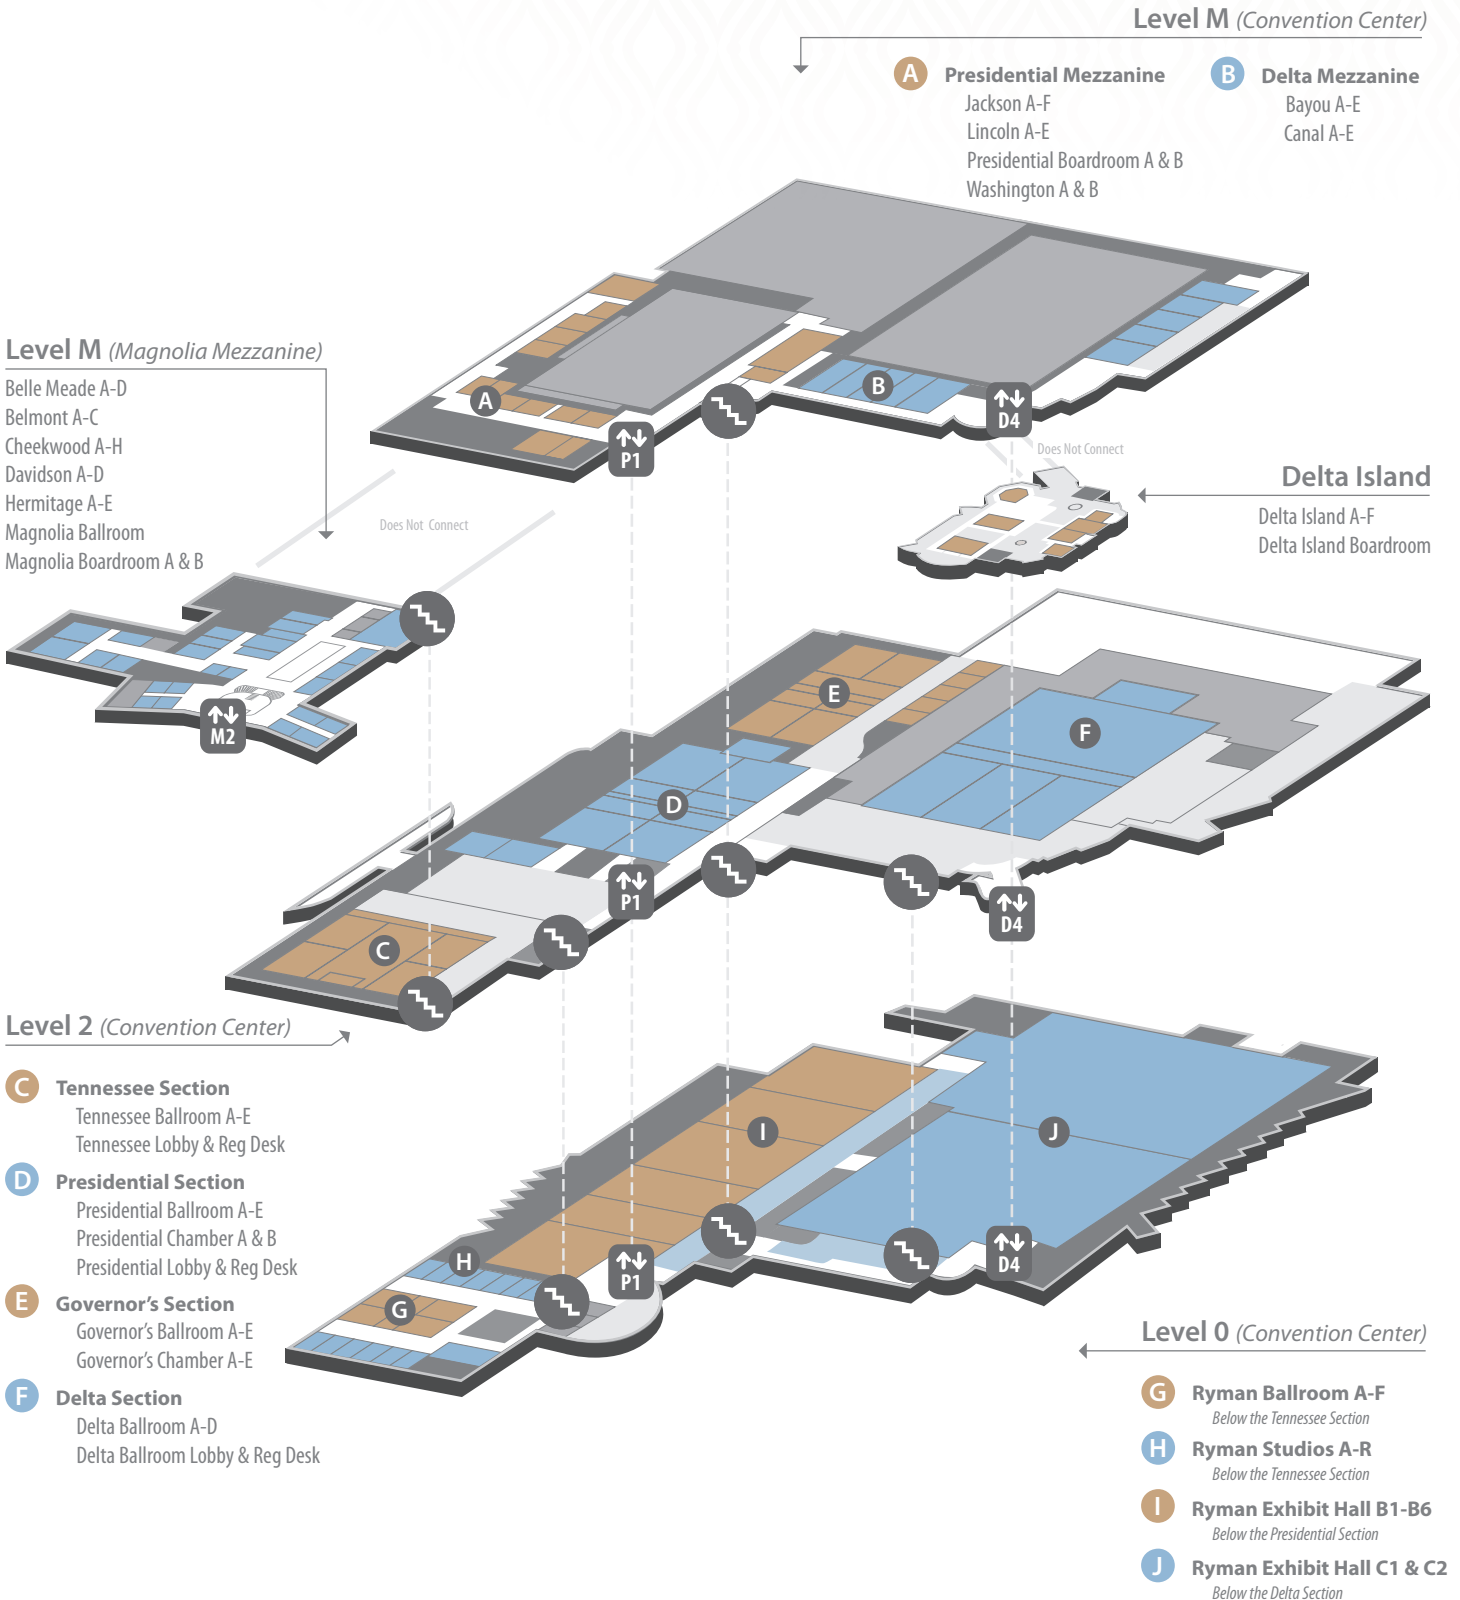 Level M (Convention Center)
A Presidential Mezzanine
Jackson A-F
Lincoln A-E
Presidential Boardroom A & B
Washington A & B
B Delta Mezzanine
Bayou A-E
Canal A-E
Level M (Magnolia Mezzanine)
Belle Meade A-D
Belmont A-C
Cheekwood A-H
Davidson A-D
Hermitage A-E
Magnolia Ballroom
Magnolia Boardroom A & B
A
B
P1
D4
Does Not Connect
Does Not Connect
Delta Island
Delta Island A-F
Delta Island Boardroom
M2
E
F
D
C
P1
D4
Level 2 (Convention Center)
C Tennessee Section
Tennessee Ballroom A-E
Tennessee Lobby & Reg Desk
D Presidential Section
Presidential Ballroom A-E
Presidential Chamber A & B
Presidential Lobby & Reg Desk
E Governor's Section
Governor's Ballroom A-E
Governor's Chamber A-E
F Delta Section
Delta Ballroom A-D
Delta Ballroom Lobby & Reg Desk
I
J
H
G
P1
D4
Level 0 (Convention Center)
G Ryman Ballroom A-F
Below the Tennessee Section
H Ryman Studios A-R
Below the Tennessee Section
I Ryman Exhibit Hall B1-B6
Below the Presidential Section
J Ryman Exhibit Hall C1 & C2
Below the Delta Section